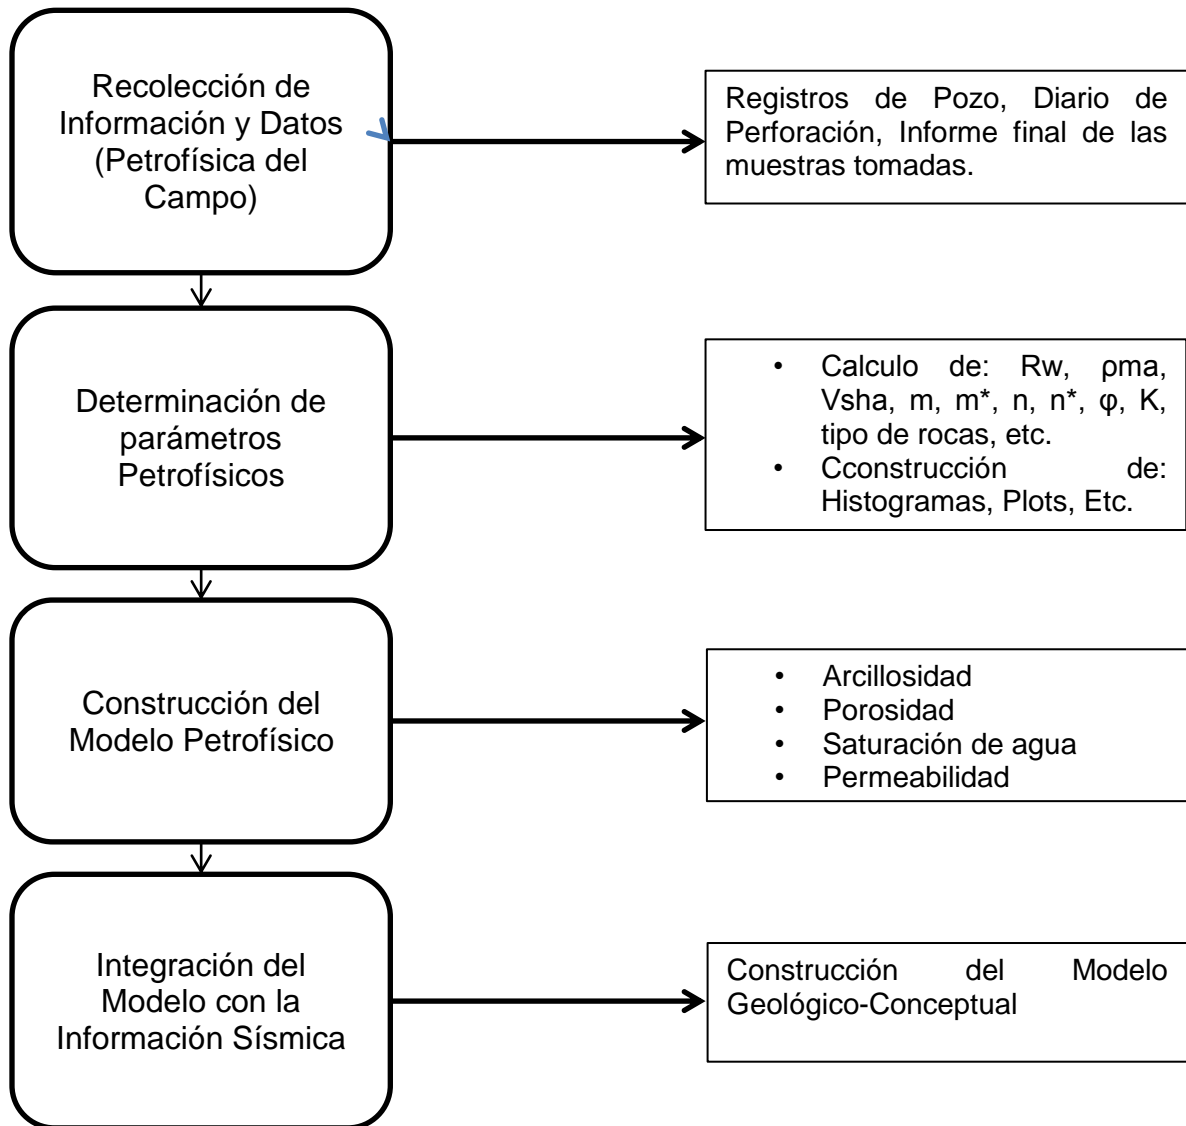 Recolección de
Información y Datos
(Petrofísica del
Campo)
Registros de Pozo, Diario de
Perforación, Informe final de las
muestras tomadas.
Determinación de
parámetros
Petrofísicos
• Calculo de: Rw, ρma,
Vsha, m, m*, n, n*, φ, K,
tipo de rocas, etc.
• Cconstrucción de:
Histogramas, Plots, Etc.
Construcción del
Modelo Petrofísico
• Arcillosidad
• Porosidad
• Saturación de agua
• Permeabilidad
Integración del
Modelo con la
Información Sísmica
Construcción del Modelo
Geológico-Conceptual